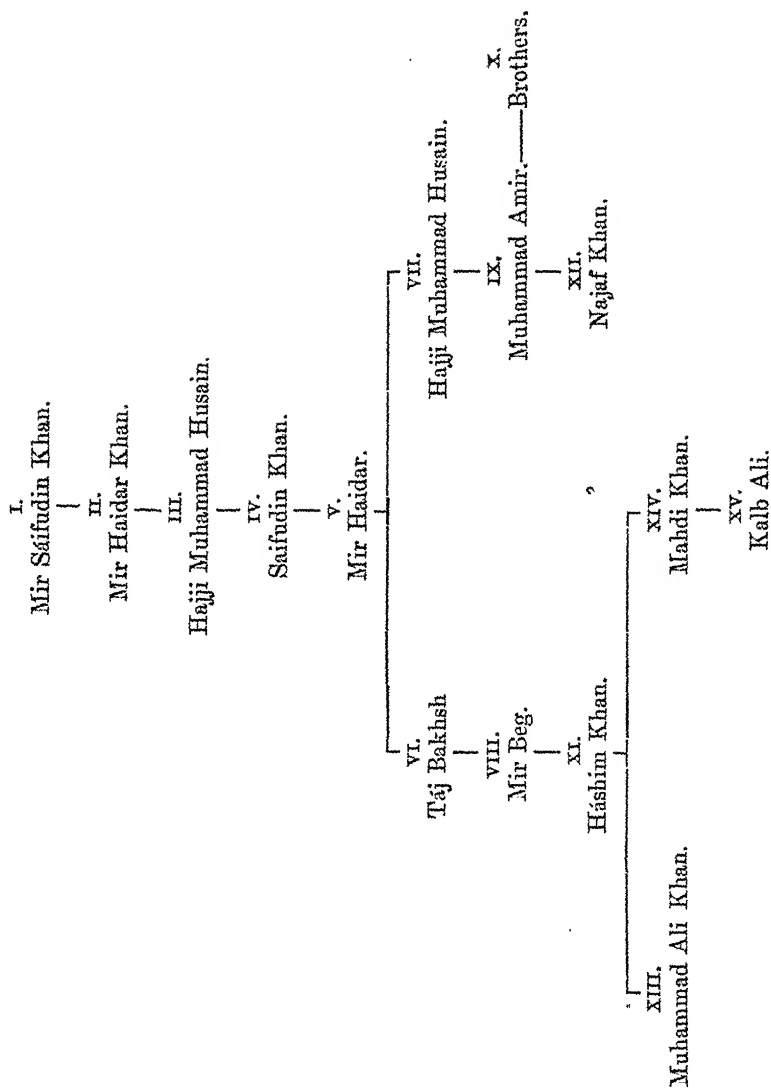 I.
Mir Sáifudin Khan.
II.
Mir Haidar Khan.
III.
Hajji Muhammad Husain.
IV.
Saifudin Khan.
V.
Mir Haidar.
VI.
Táj Bakhsh
VII.
Hajji Muhammad Husain.
VIII.
Mir Beg.
IX. X.
Muhammad Amir.——Brothers.
XI.
Háshim Khan.
XII.
Najaf Khan.
XIII.
Muhammad Ali Khan.
XIV.
Mahdi Khan.
XV.
Kalb Ali.